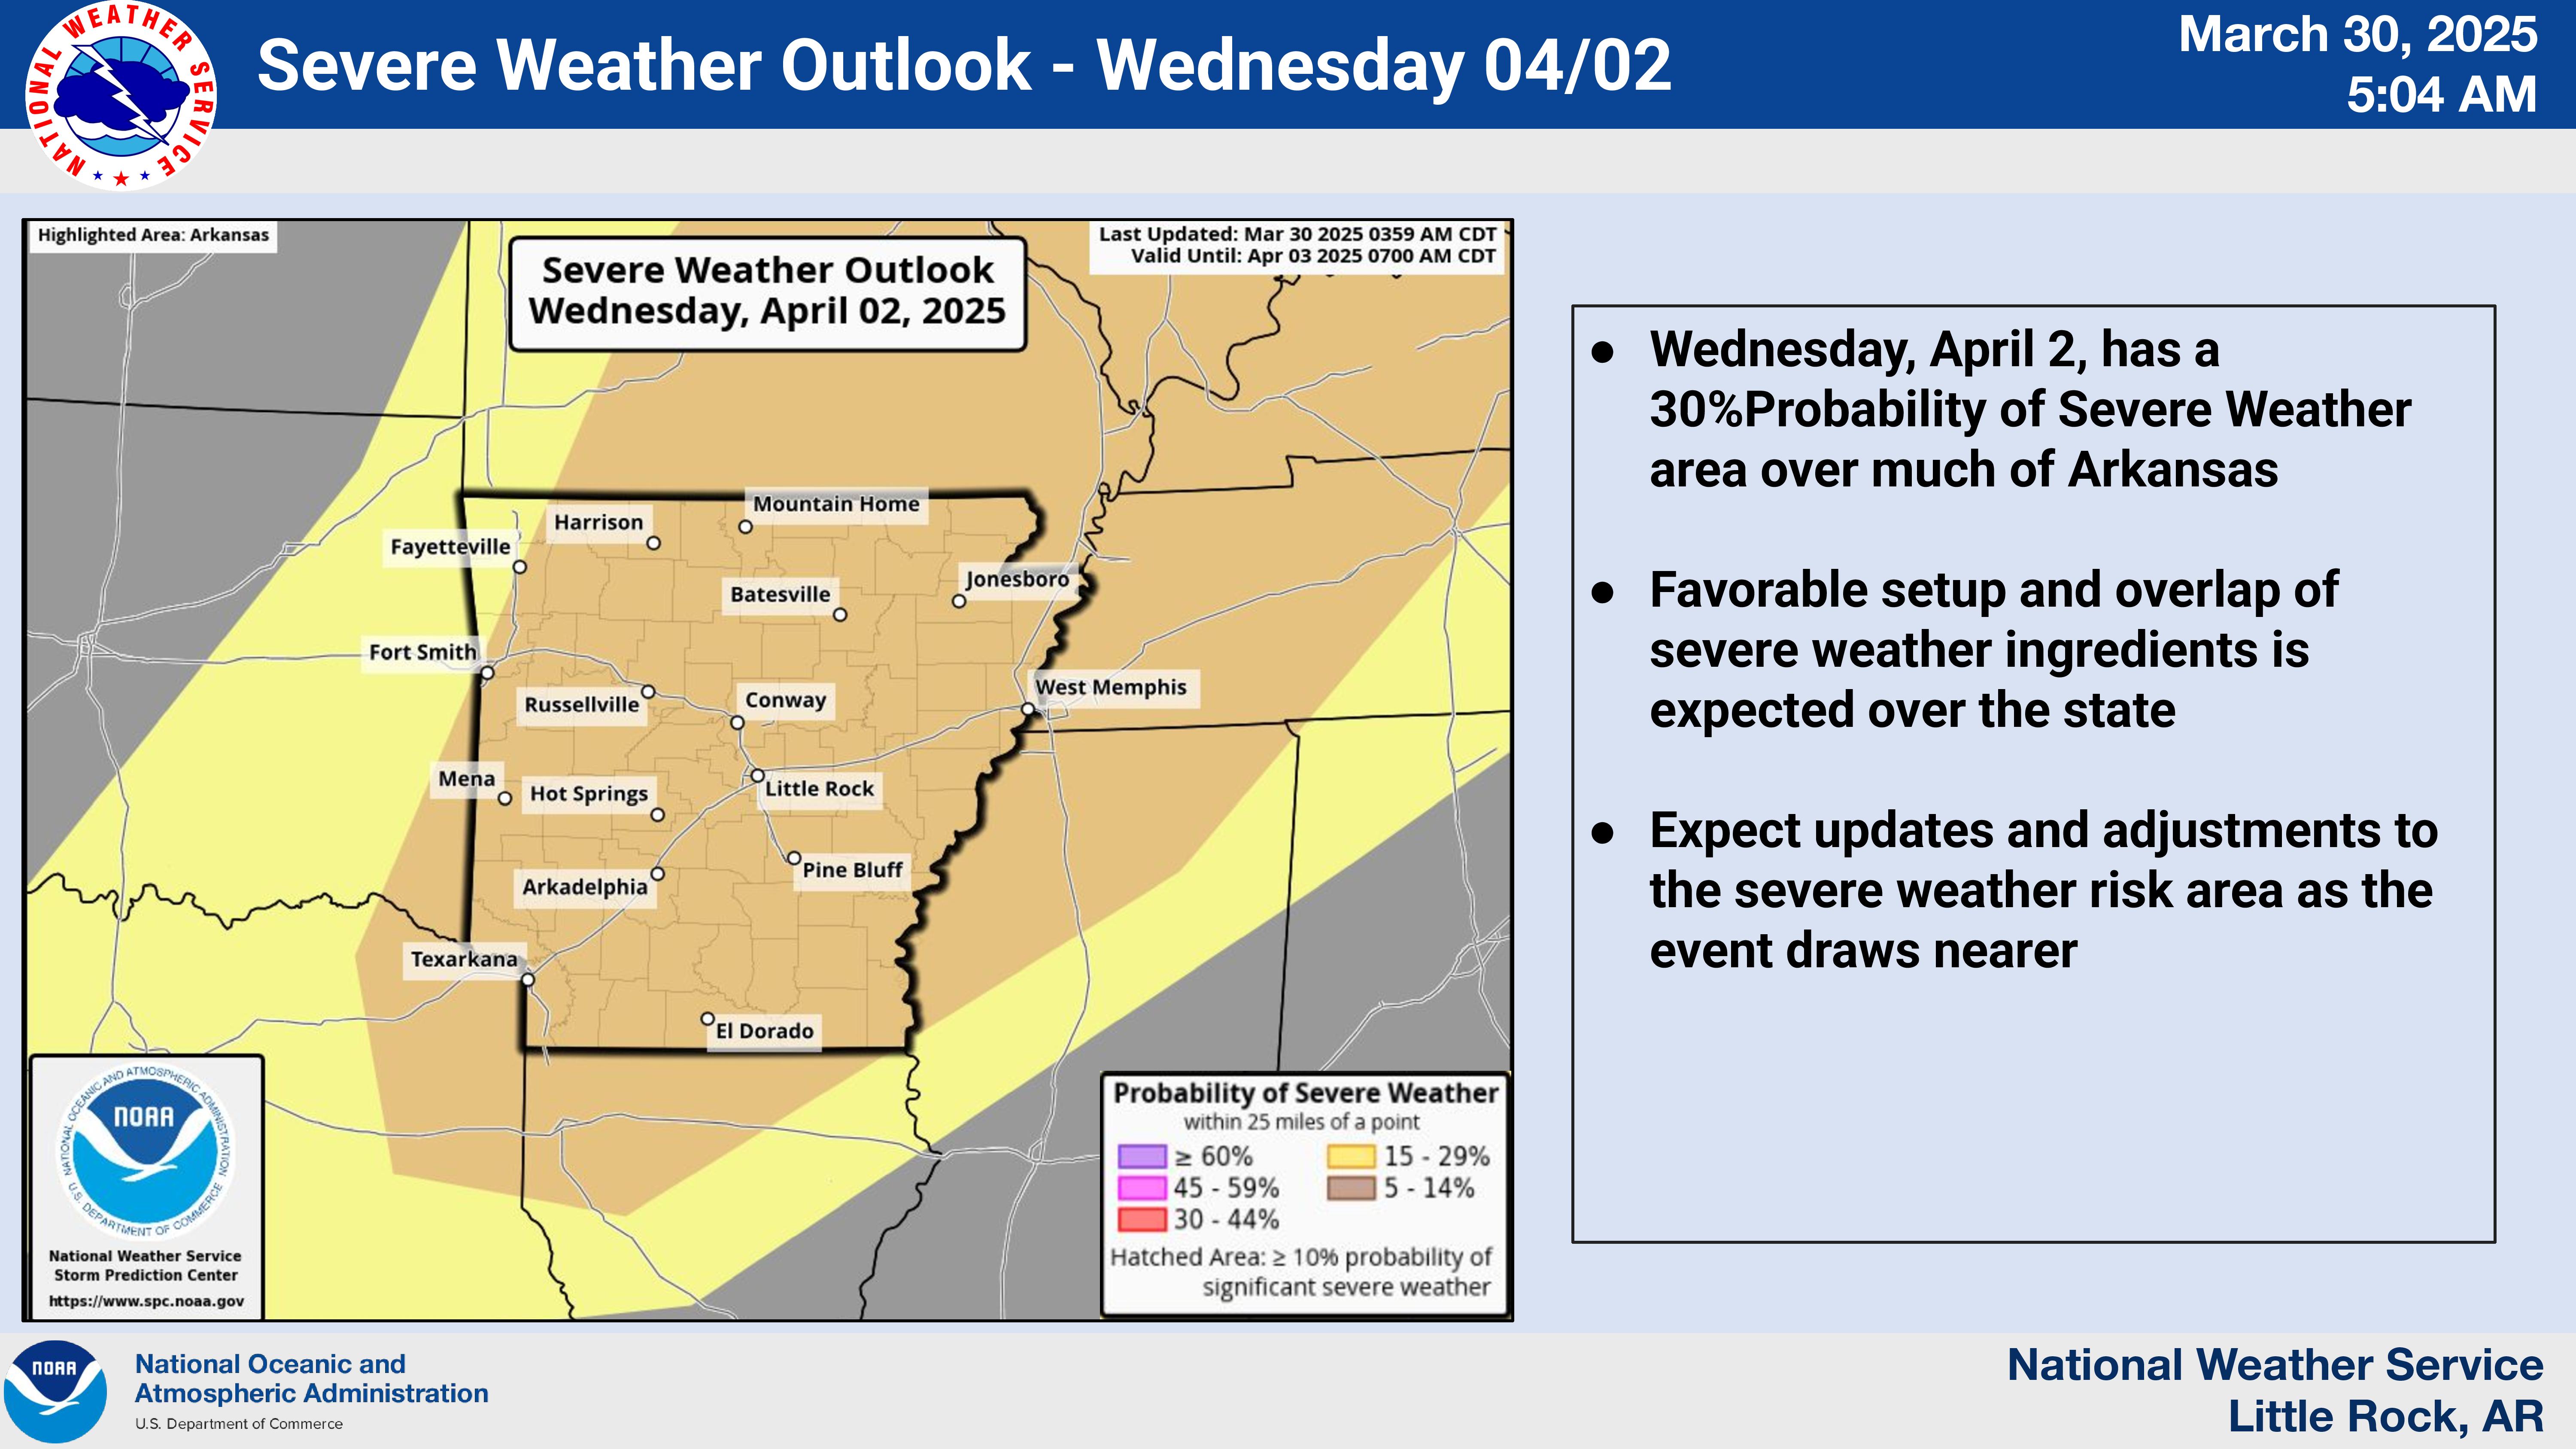 NATIONAL WEATHER SERVICE
Severe Weather Outlook - Wednesday 04/02
March 30, 2025
5:04 AM
Highlighted Area: Arkansas
Severe Weather Outlook
Wednesday, April 02, 2025
Last Updated: Mar 30 2025 0359 AM CDT
Valid Until: Apr 03 2025 0700 AM CDT
Mountain Home
Harrison
Fayetteville
Jonesboro
Batesville
Fort Smith
West Memphis
Russellville
Conway
Mena
Hot Springs
Little Rock
Pine Bluff
Arkadelphia
Texarkana
El Dorado
NATIONAL OCEANIC AND ATMOSPHERIC ADMINISTRATION
NOAA
U.S. DEPARTMENT OF COMMERCE
National Weather Service
Storm Prediction Center
https://www.spc.noaa.gov
Probability of Severe Weather
within 25 miles of a point
≥ 60% 15 - 29%
45 - 59% 5 - 14%
30 - 44%
Hatched Area: ≥ 10% probability of
significant severe weather
● Wednesday, April 2, has a
30%Probability of Severe Weather
area over much of Arkansas
● Favorable setup and overlap of
severe weather ingredients is
expected over the state
● Expect updates and adjustments to
the severe weather risk area as the
event draws nearer
NOAA
National Oceanic and
Atmospheric Administration
U.S. Department of Commerce
National Weather Service
Little Rock, AR